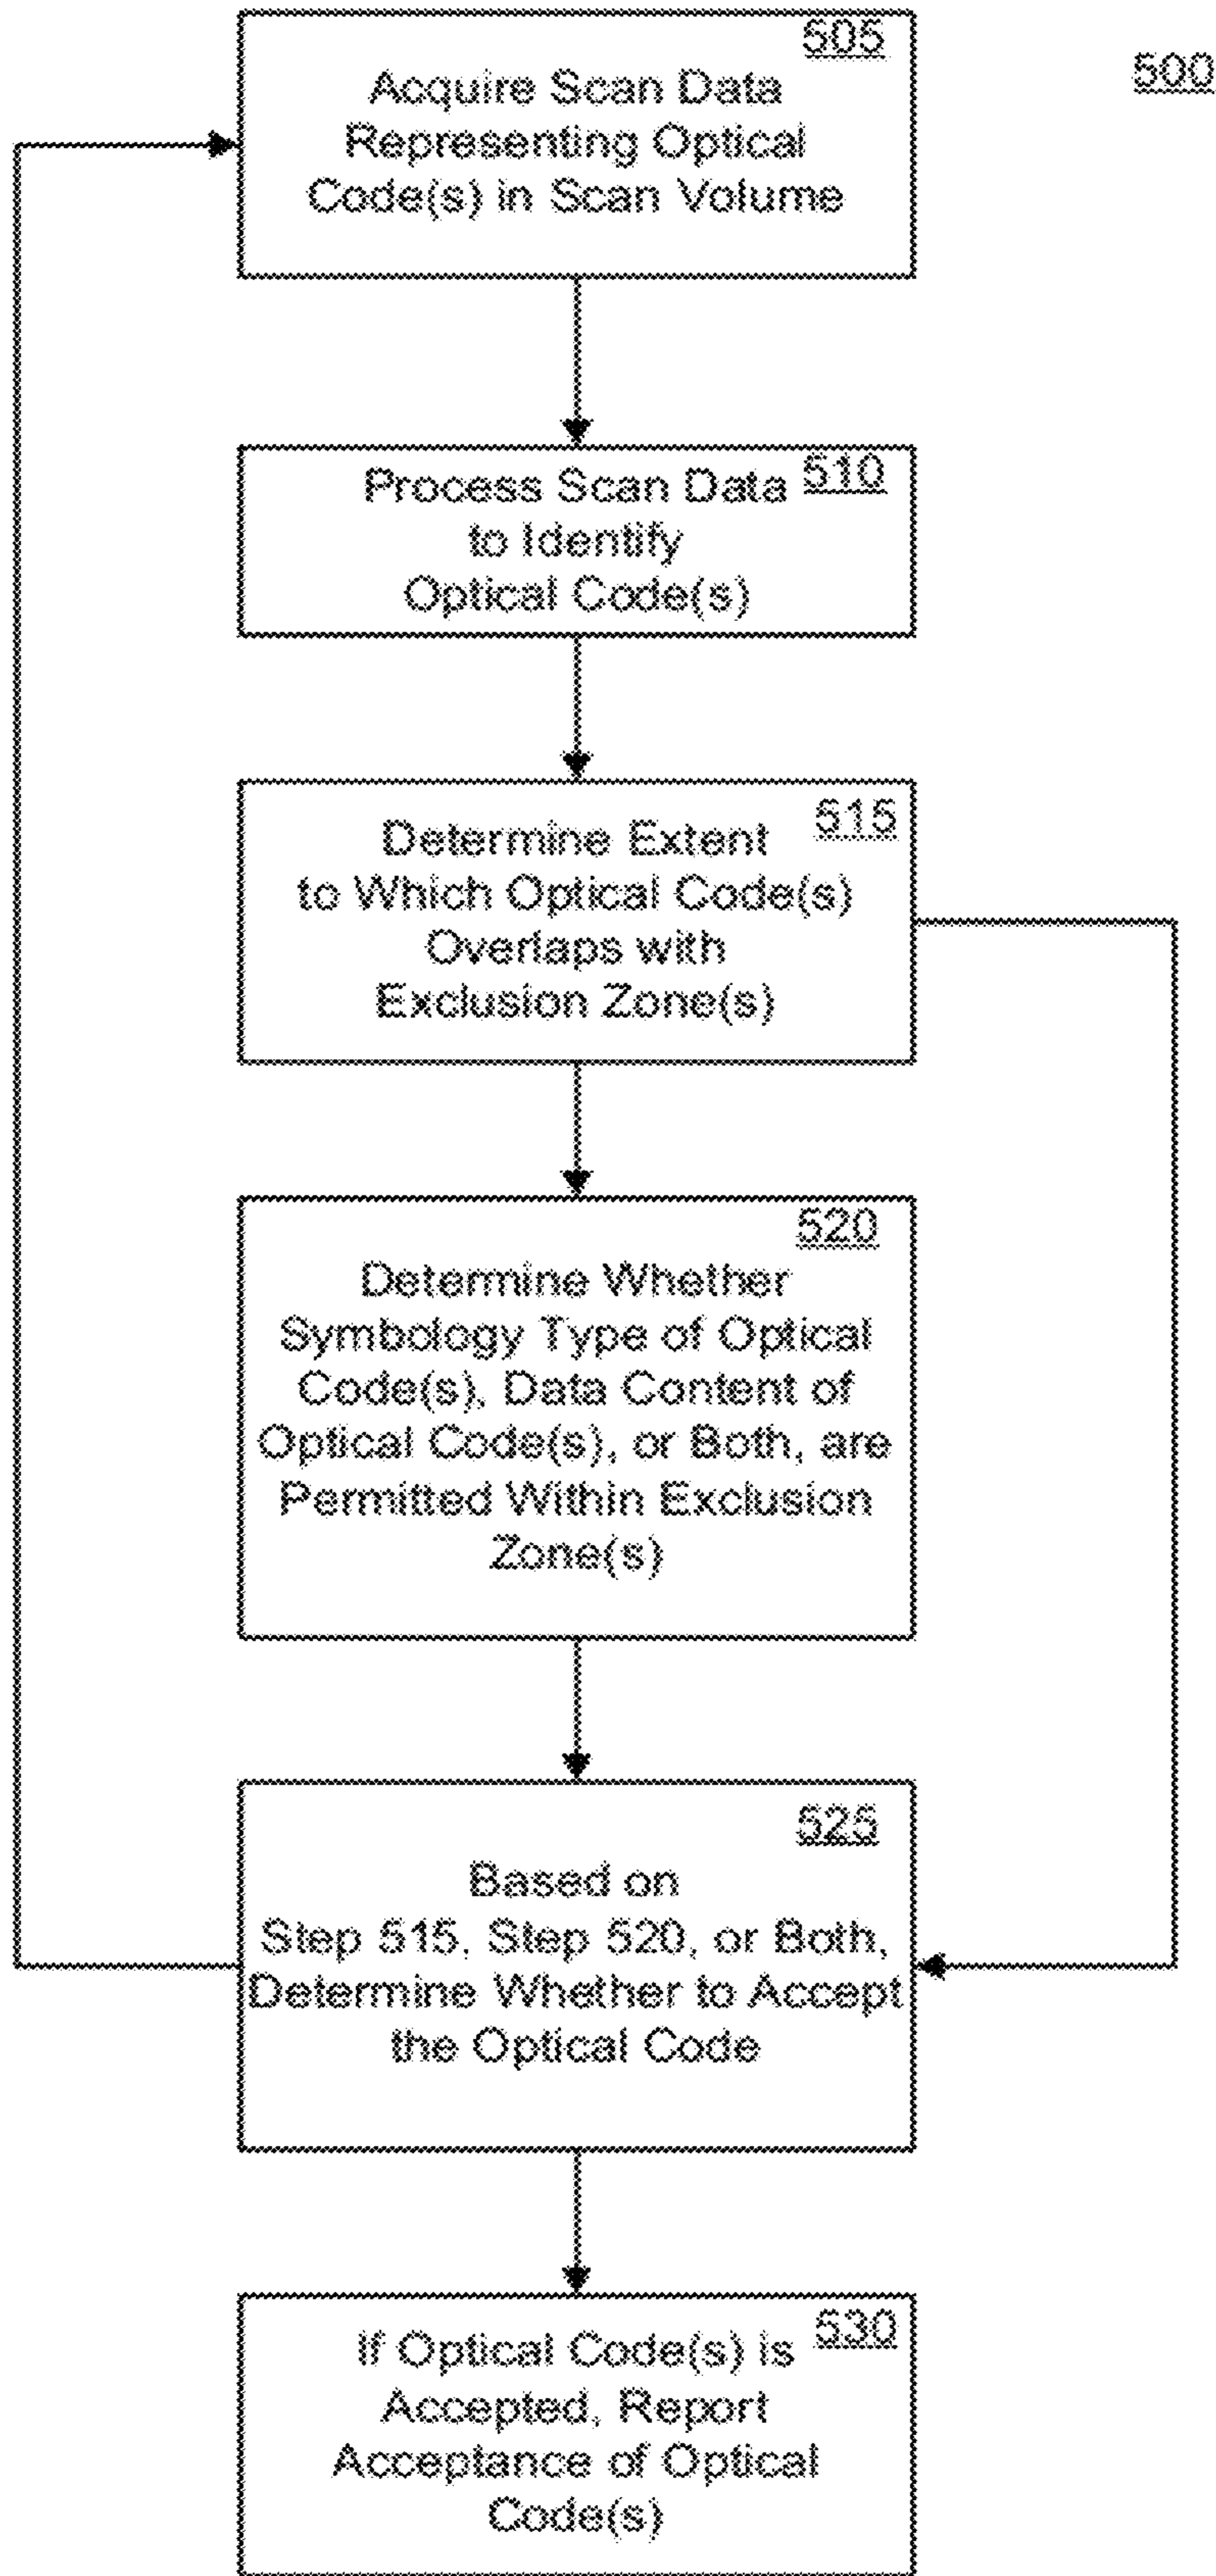 500
505
Acquire Scan Data
Representing Optical
Code(s) in Scan Volume
510
Process Scan Data
to Identify
Optical Code(s)
515
Determine Extent
to Which Optical Code(s)
Overlaps with
Exclusion Zone(s)
520
Determine Whether
Symbology Type of Optical
Code(s), Data Content of
Optical Code(s), or Both, are
Permitted Within Exclusion
Zone(s)
525
Based on
Step 515, Step 520, or Both,
Determine Whether to Accept
the Optical Code
530
If Optical Code(s) is
Accepted, Report
Acceptance of Optical
Code(s)